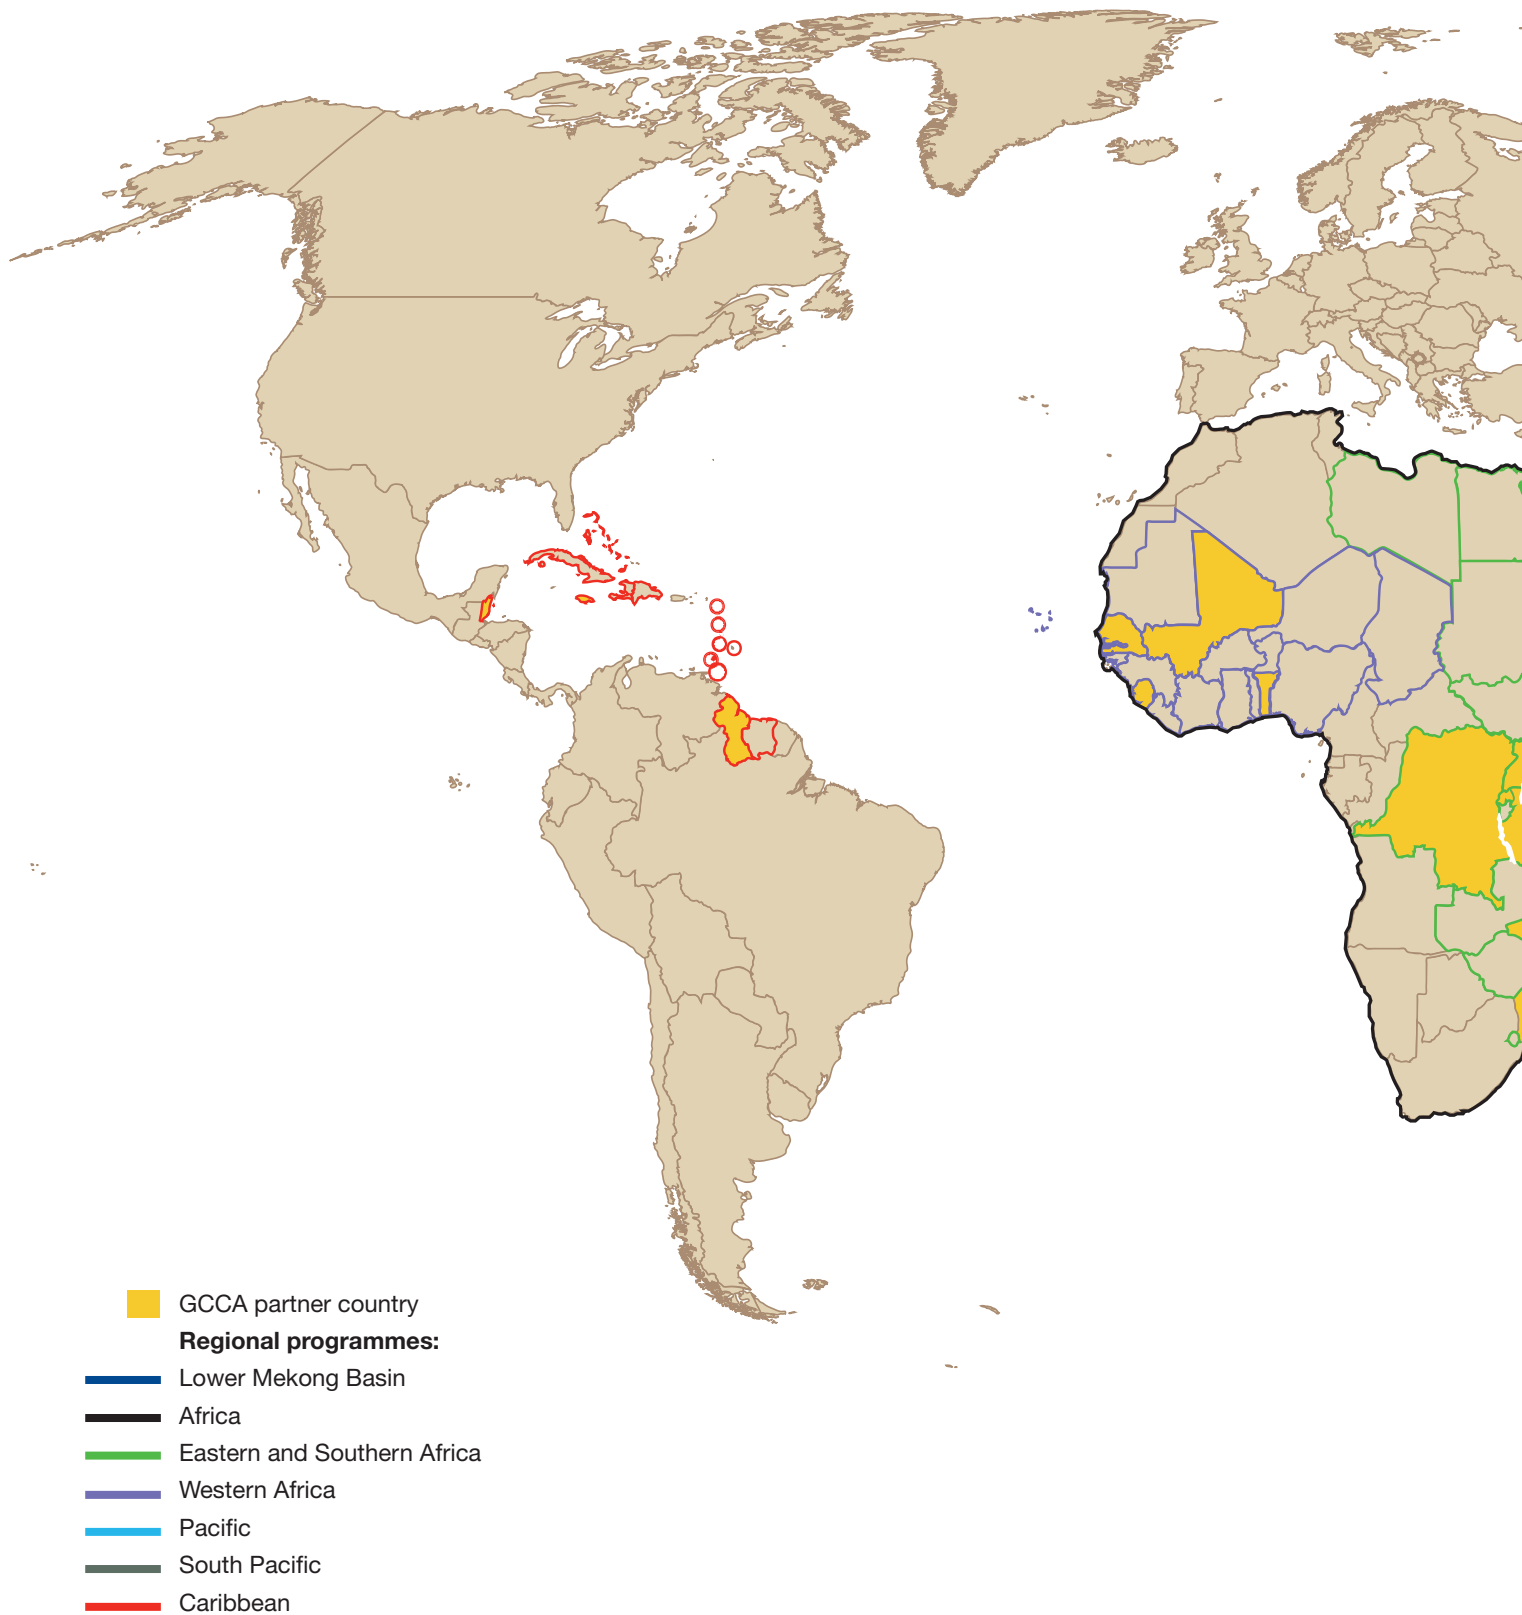 GCCA partner country
Regional programmes:
Lower Mekong Basin
Africa
Eastern and Southern Africa
Western Africa
Pacific
South Pacific
Caribbean